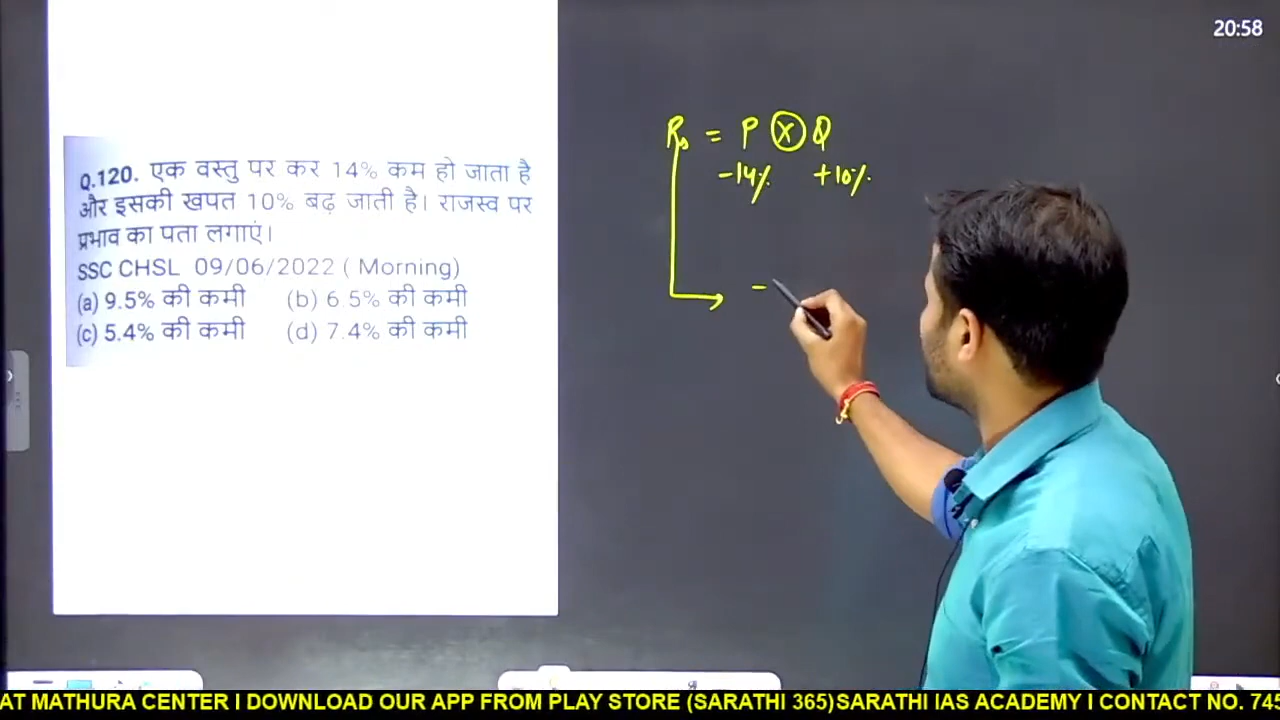 20:58
Q.120. एक वस्तु पर कर 14% कम हो जाता है
और इसकी खपत 10% बढ़ जाती है। राजस्व पर
प्रभाव का पता लगाएं।
SSC CHSL 09/06/2022 ( Morning)
(a) 9.5% की कमी (b) 6 5% की कमी
(c) 5.4% की कमी (d) 7.4% की कमी
Rs = P × Q
-14% +10%
-
AT MATHURA CENTER I DOWNLOAD OUR APP FROM PLAY STORE (SARATHI 365)SARATHI IAS ACADEMY I CONTACT NO. 745